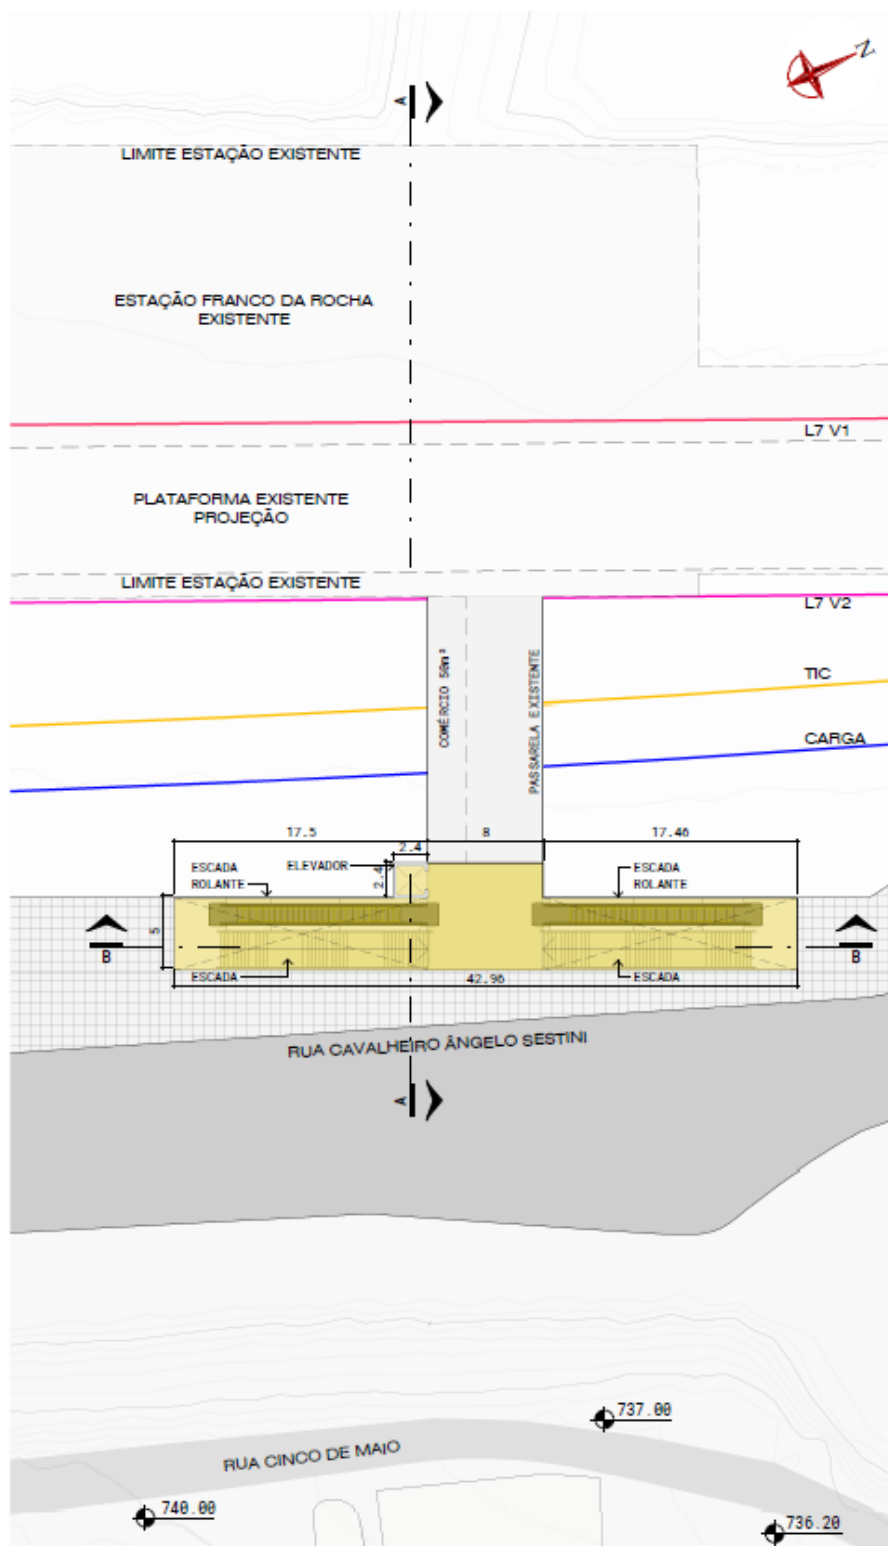 N
A
LIMITE ESTAÇÃO EXISTENTE
ESTAÇÃO FRANCO DA ROCHA
EXISTENTE
L7 V1
PLATAFORMA EXISTENTE
PROJEÇÃO
LIMITE ESTAÇÃO EXISTENTE
L7 V2
COMÉRCIO 50m²
PASSARELA EXISTENTE
TIC
CARGA
17.5
8
17.46
2.4
ESCADA
ROLANTE
ELEVADOR
2.4
ESCADA
ROLANTE
5
B
B
ESCADA
42.96
ESCADA
RUA CAVALHEIRO ÂNGELO SESTINI
A
737.00
RUA CINCO DE MAIO
740.00
736.20